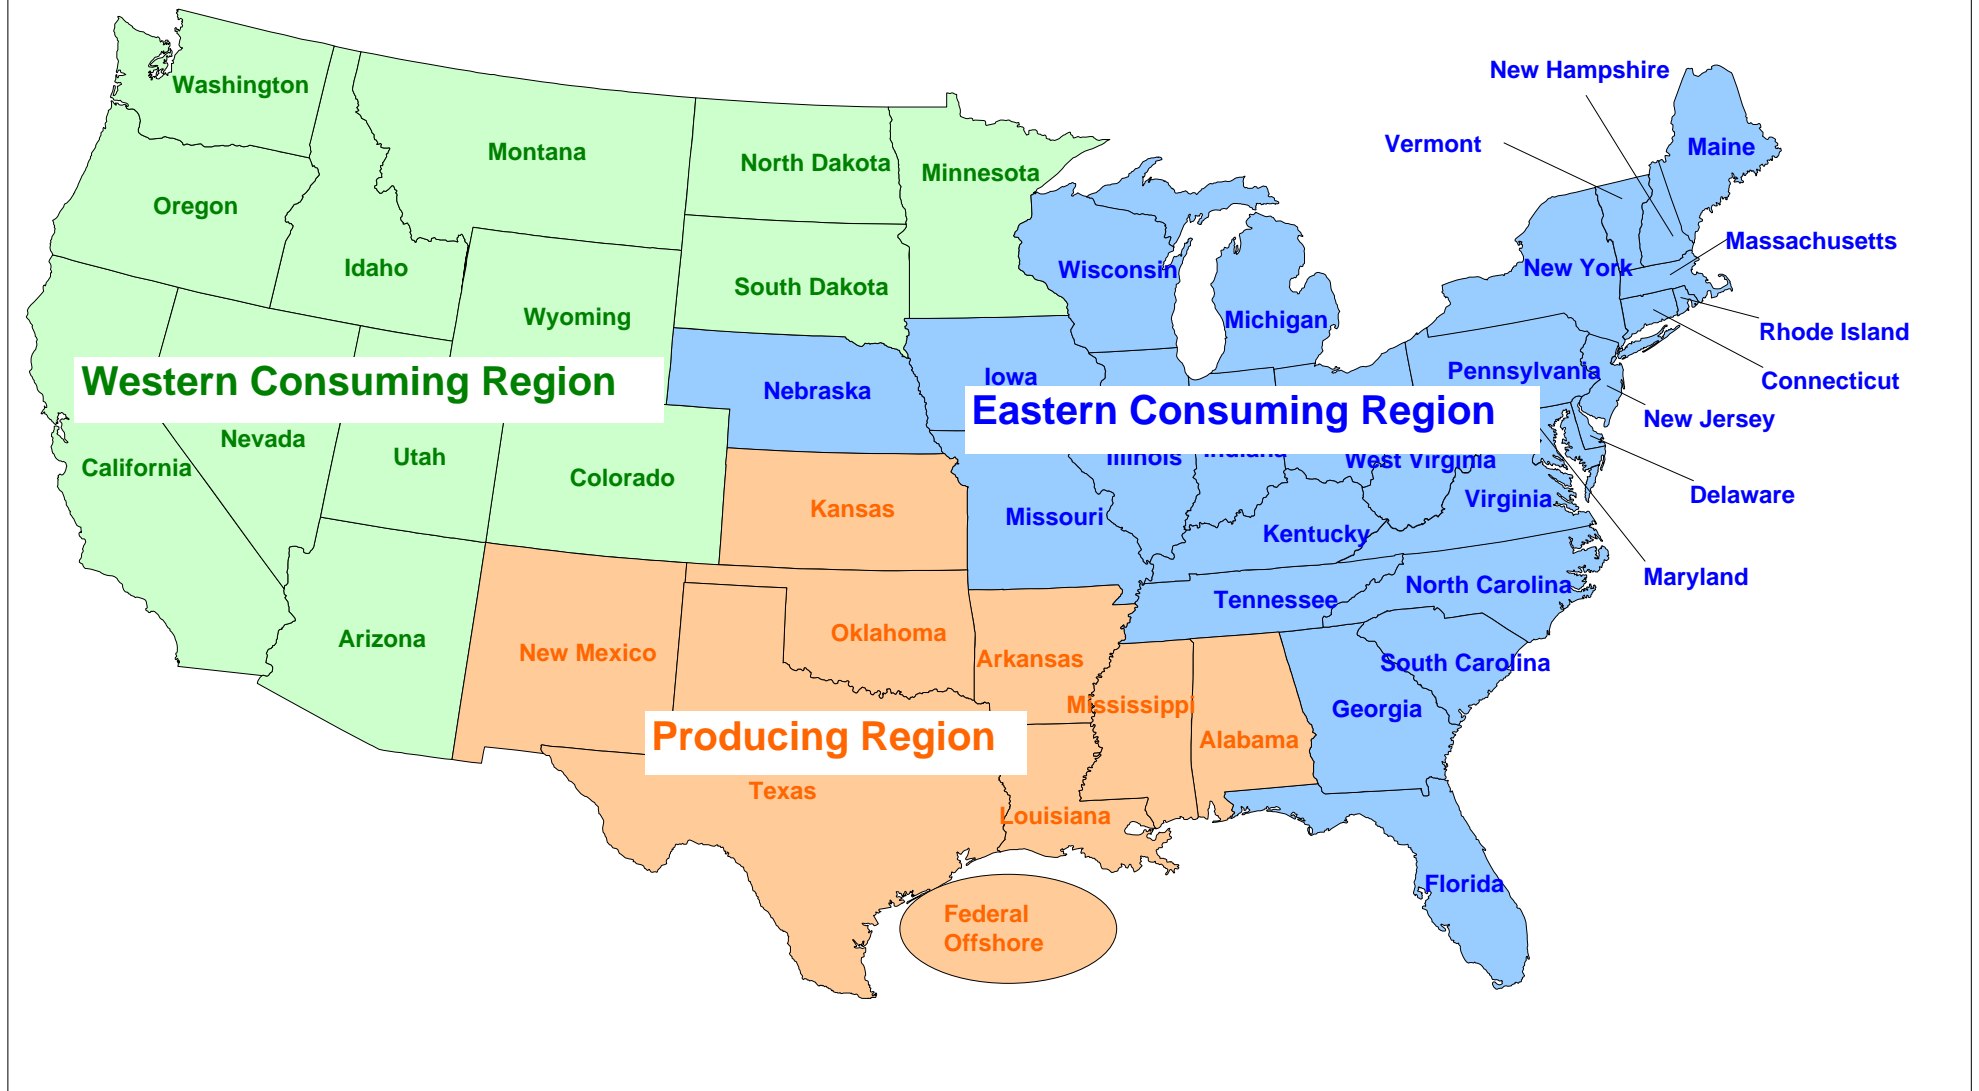 New Hampshire
Washington
Vermont
Maine
Montana
North Dakota
Minnesota
Oregon
Massachusetts
Idaho
New York
Wisconsin
South Dakota
Wyoming
Michigan
Rhode Island
Pennsylvania
Iowa
Connecticut
Western Consuming Region
Nebraska
Eastern Consuming Region
New Jersey
Nevada
Utah
California
Illinois
Indiana
West Virginia
Colorado
Delaware
Virginia
Kansas
Missouri
Kentucky
Maryland
North Carolina
Tennessee
Oklahoma
Arizona
New Mexico
Arkansas
South Carolina
Mississippi
Georgia
Producing Region
Alabama
Texas
Louisiana
Florida
Federal
Offshore